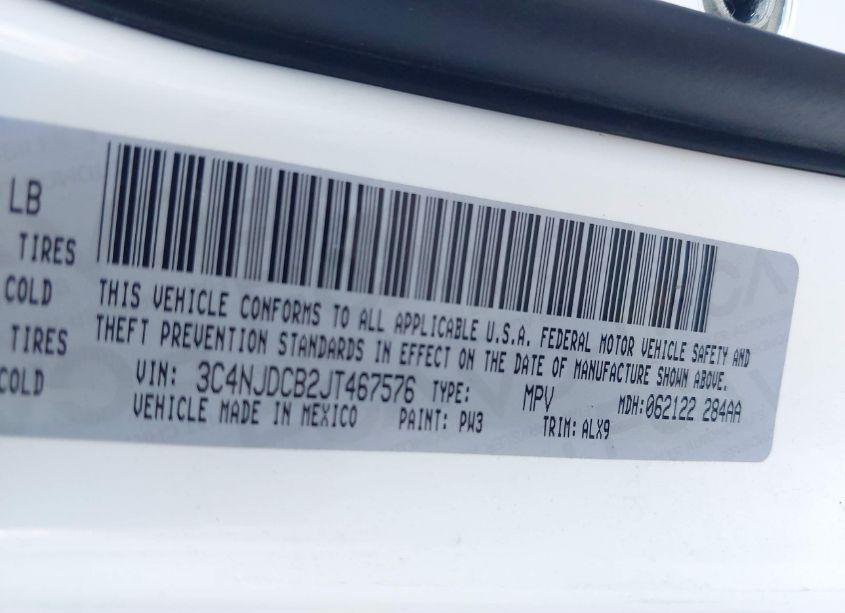 LB
TIRES
COLD
TIRES
COLD
THIS VEHICLE CONFORMS TO ALL APPLICABLE U.S.A. FEDERAL MOTOR VEHICLE SAFETY AND
THEFT PREVENTION STANDARDS IN EFFECT ON THE DATE OF MANUFACTURE SHOWN ABOVE.
VIN: 3C4NJDCB2JT467576 TYPE: MPV MDH: 062122 284AA
VEHICLE MADE IN MEXICO PAINT: PW3 TRIM: ALX9